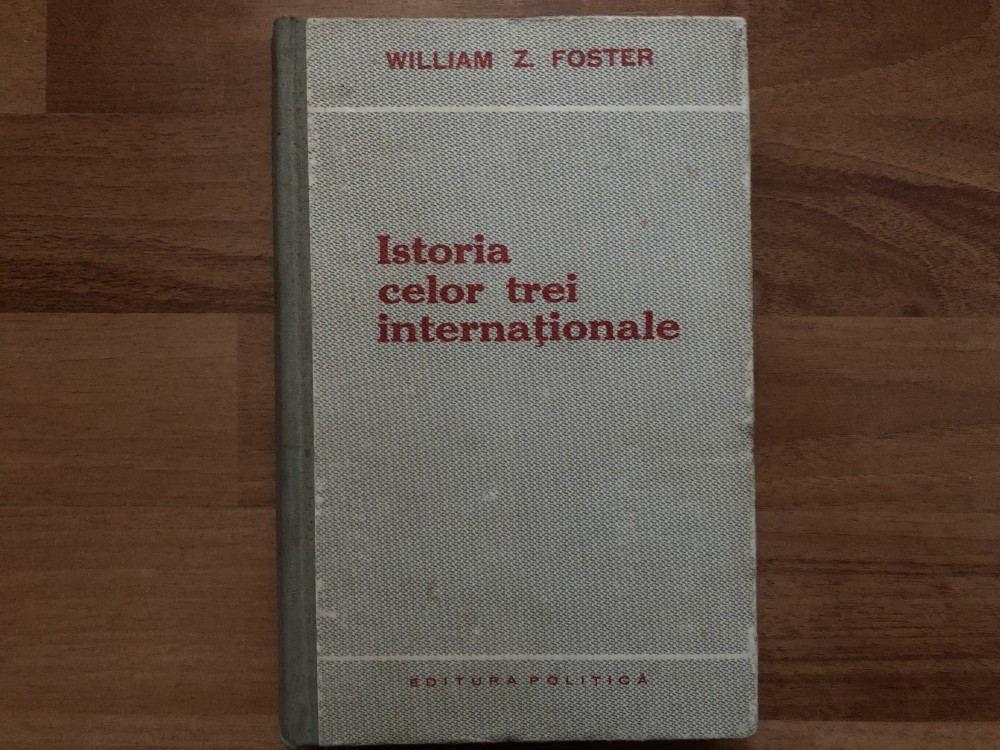 WILLIAM Z. FOSTER
Istoria
celor trei
internaţionale
EDITURA POLITICĂ